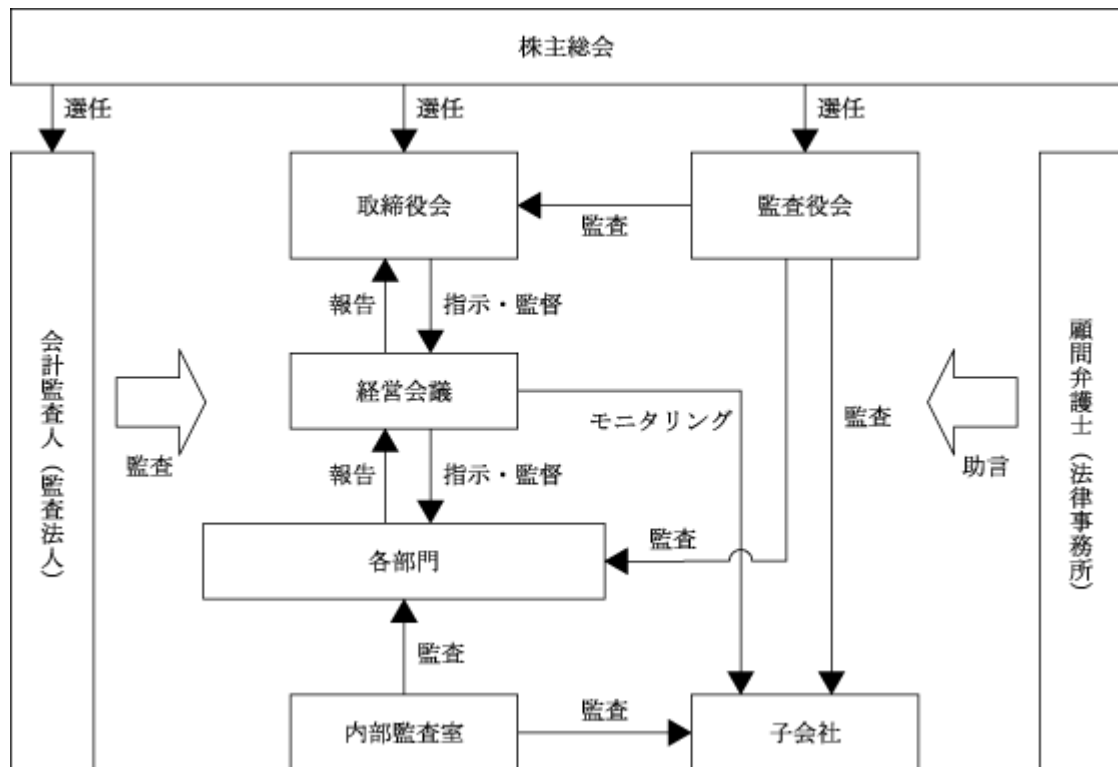 株主総会
選任
選任
選任
取締役会
監査役会
監査
報告
指示・監督
会計監査人（監査法人）
顧問弁護士（法律事務所）
経営会議
モニタリング
監査
監査
助言
報告
指示・監督
監査
各部門
監査
内部監査室
監査
子会社